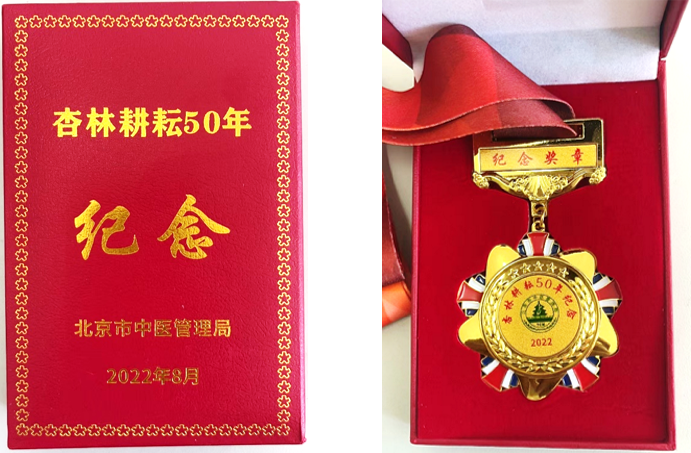 杏林耕耘50年
纪念
北京市中医管理局
2022年8月
纪念奖章
杏林耕耘50年纪念
2022